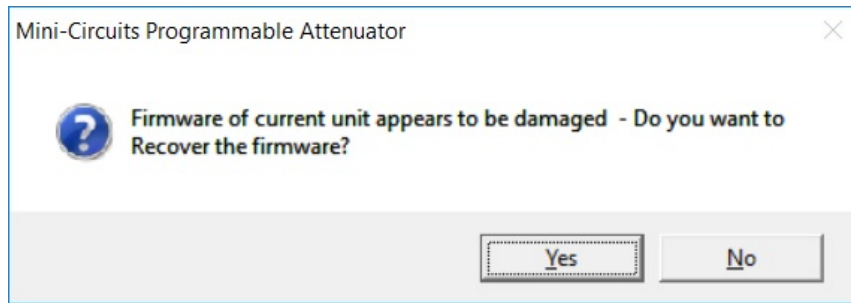 Mini-Circuits Programmable Attenuator
Firmware of current unit appears to be damaged  - Do you want to
Recover the firmware?
Yes
No